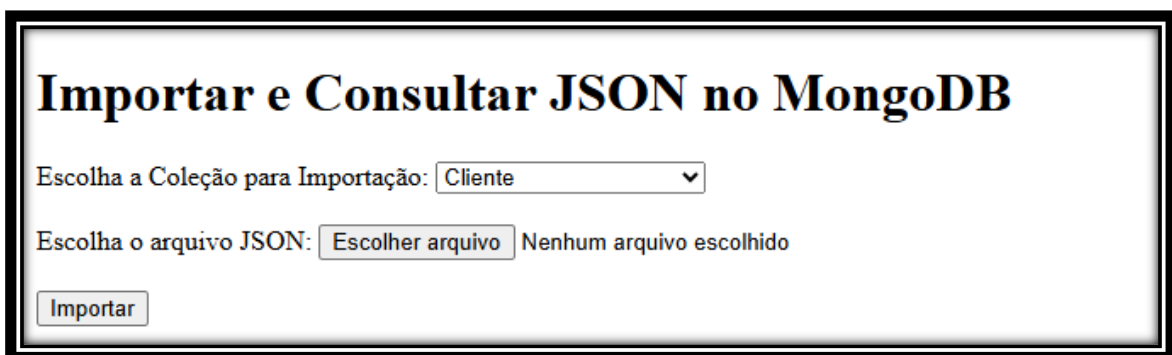 Importar e Consultar JSON no MongoDB
Escolha a Coleção para Importação: Cliente
Escolha o arquivo JSON: Escolher arquivo Nenhum arquivo escolhido
Importar